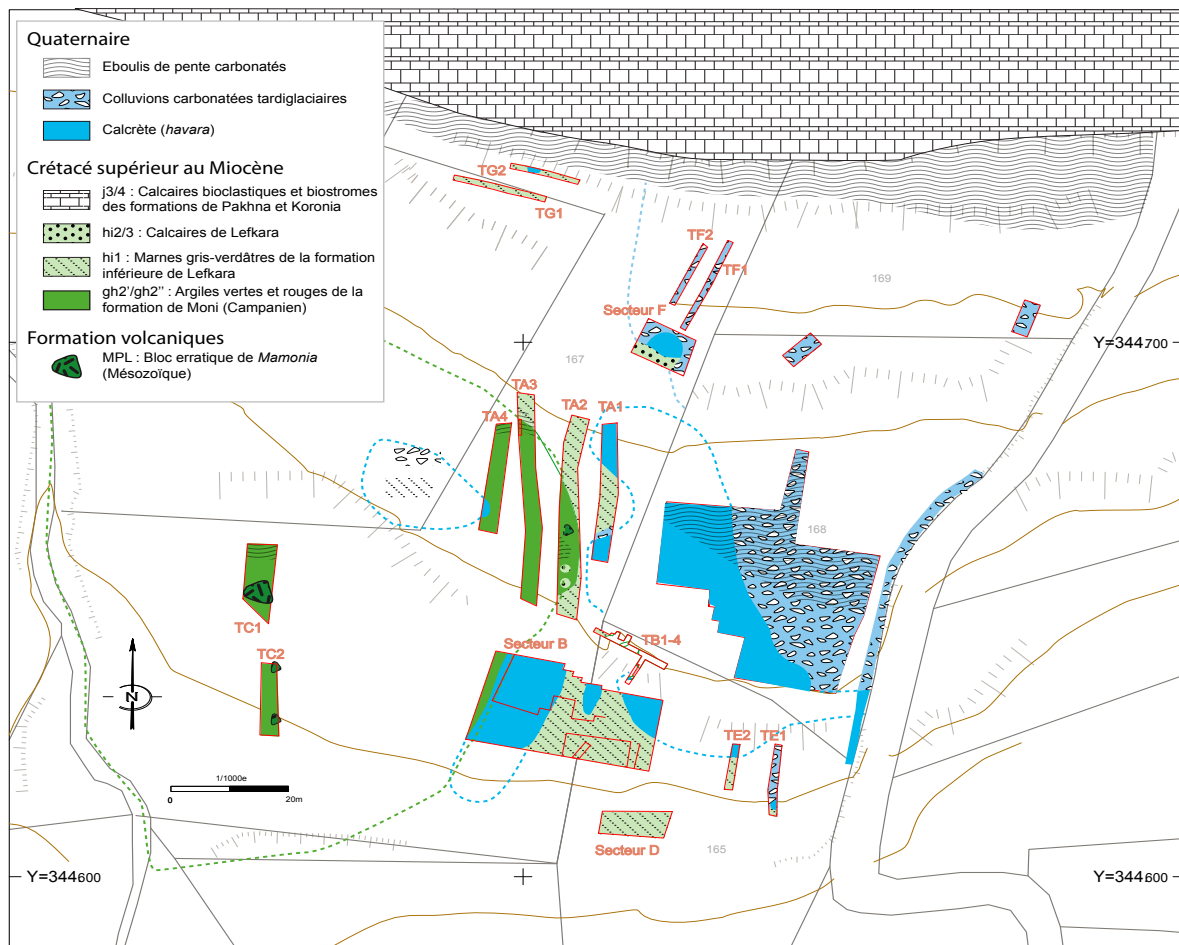 Quaternaire
Eboulis de pente carbonatés
Colluvions carbonatées tardiglaciaires
Calcrète (havara)
Crétacé supérieur au Miocène
j3/4 : Calcaires bioclastiques et biostromes
des formations de Pakhna et Koronia
hi2/3 : Calcaires de Lefkara
hi1 : Marnes gris-verdâtres de la formation
inférieure de Lefkara
gh2'/gh2'' : Argiles vertes et rouges de la
formation de Moni (Campanien)
Formation volcaniques
MPL : Bloc erratique de Mamonia
(Mésozoïque)
TG2
TG1
TF2
TF1
169
Secteur F
Y=344700
167
TA3
TA2
TA1
TA4
168
TC1
TB1-4
Secteur B
TC2
N
TE2
TE1
1/1000e
0
20m
Secteur D
165
Y=344600
Y=344600